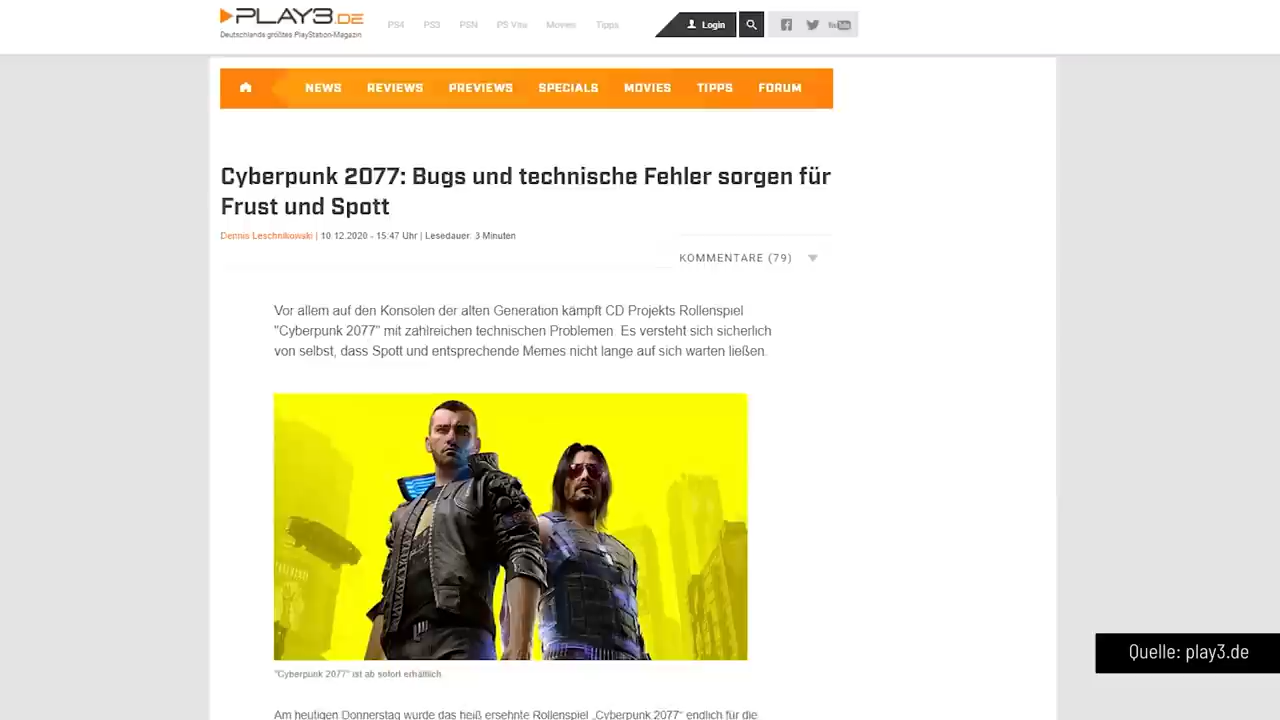 PLAY3.DE
Deutschlands größtes PlayStation-Magazin
PS4 PS3 PSN PS Vita Movies Tipps
Login
You Tube
NEWS REVIEWS PREVIEWS SPECIALS MOVIES TIPPS FORUM
Cyberpunk 2077: Bugs und technische Fehler sorgen für
Frust und Spott
Dennis Leschnikowski | 10.12.2020 - 15:47 Uhr | Lesedauer: 3 Minuten
KOMMENTARE (79)
Vor allem auf den Konsolen der alten Generation kämpft CD Projekts Rollenspiel
"Cyberpunk 2077" mit zahlreichen technischen Problemen. Es versteht sich sicherlich
von selbst, dass Spott und entsprechende Memes nicht lange auf sich warten ließen.
"Cyberpunk 2077" ist ab sofort erhältlich.
Quelle: play3.de
Am heutigen Donnerstag wurde das heiß ersehnte Rollenspiel „Cyberpunk 2077“ endlich für die